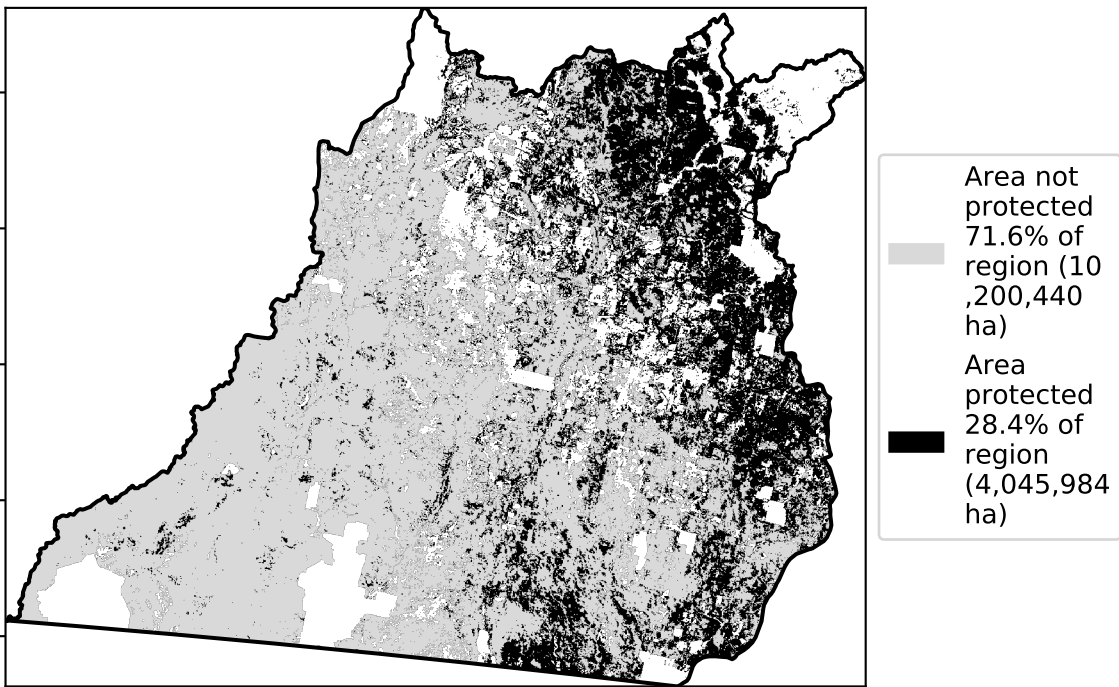 Area not
protected
71.6% of
region (10
,200,440
ha)
Area
protected
28.4% of
region
(4,045,984
ha)